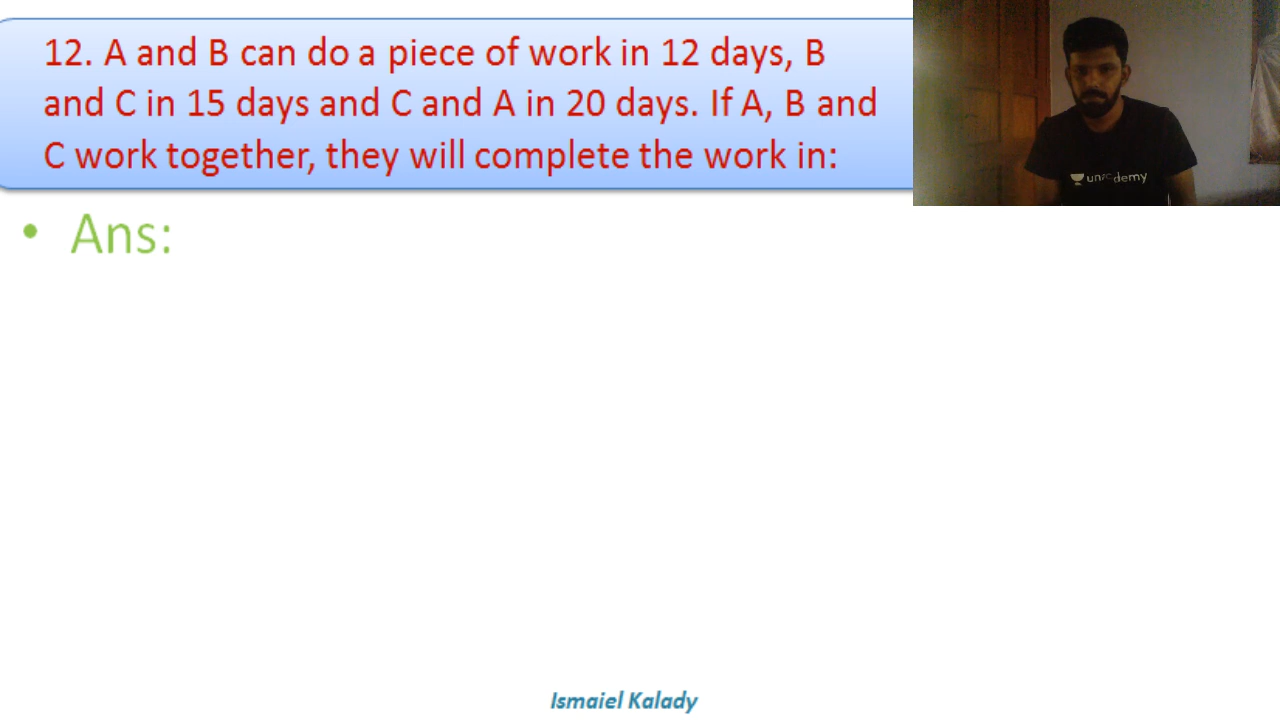 12. A and B can do a piece of work in 12 days, B
and C in 15 days and C and A in 20 days. If A, B and
C work together, they will complete the work in:
unacademy
• Ans:
Ismaiel Kalady